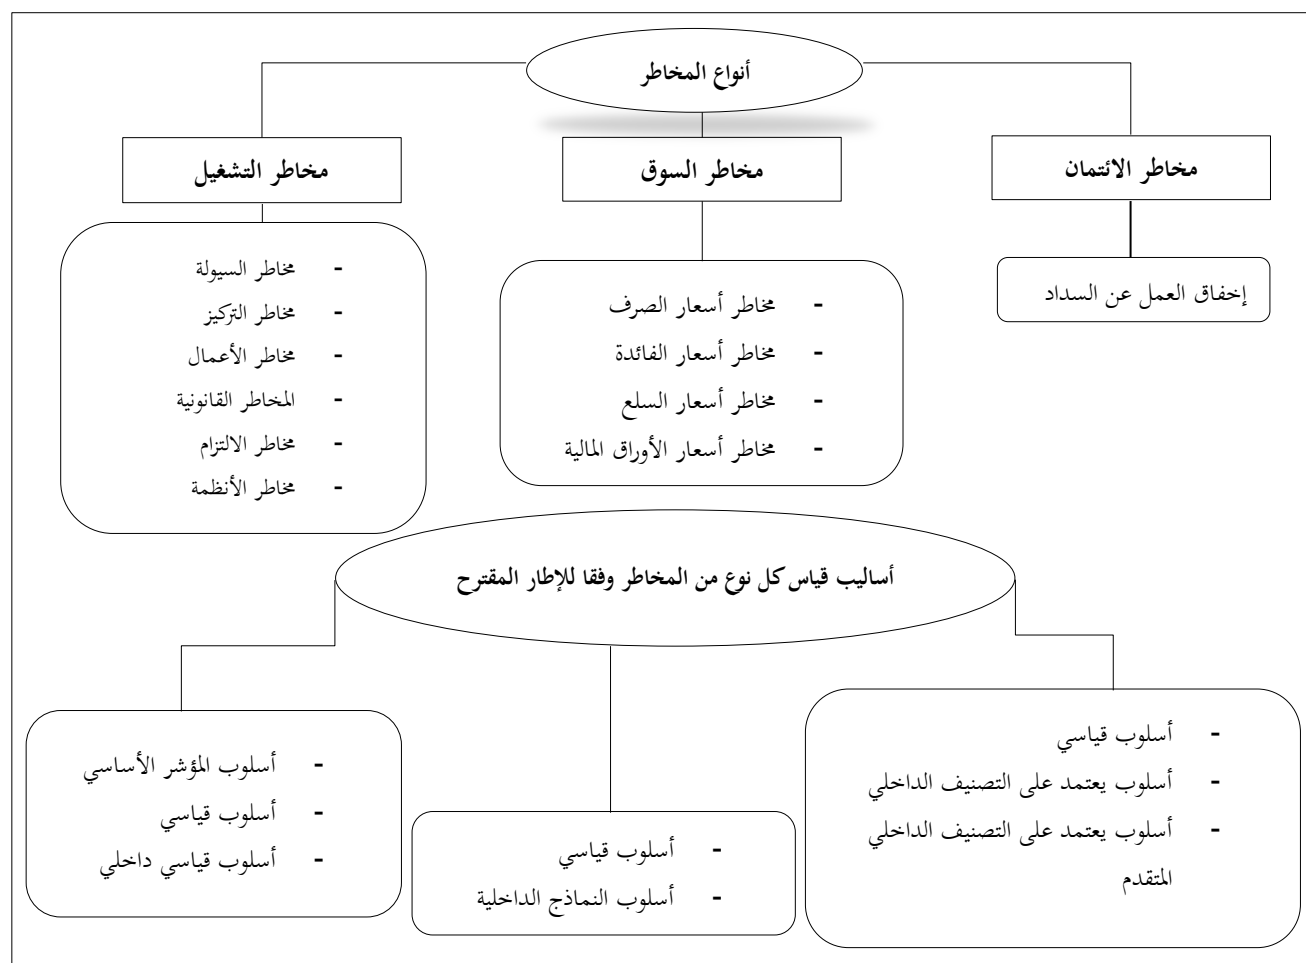 أنواع المخاطر
مخاطر الائتمان
مخاطر السوق
مخاطر التشغيل
إخفاق العمل عن السداد
- مخاطر أسعار الصرف
- مخاطر أسعار الفائدة
- مخاطر أسعار السلع
- مخاطر أسعار الأوراق المالية
- مخاطر السيولة
- مخاطر التركيز
- مخاطر الأعمال
- المخاطر القانونية
- مخاطر الالتزام
- مخاطر الأنظمة
أساليب قياس كل نوع من المخاطر وفقا للإطار المقترح
- أسلوب قياسي
- أسلوب يعتمد على التصنيف الداخلي
- أسلوب يعتمد على التصنيف الداخلي
المتقدم
- أسلوب قياسي
- أسلوب النماذج الداخلية
- أسلوب المؤشر الأساسي
- أسلوب قياسي
- أسلوب قياسي داخلي